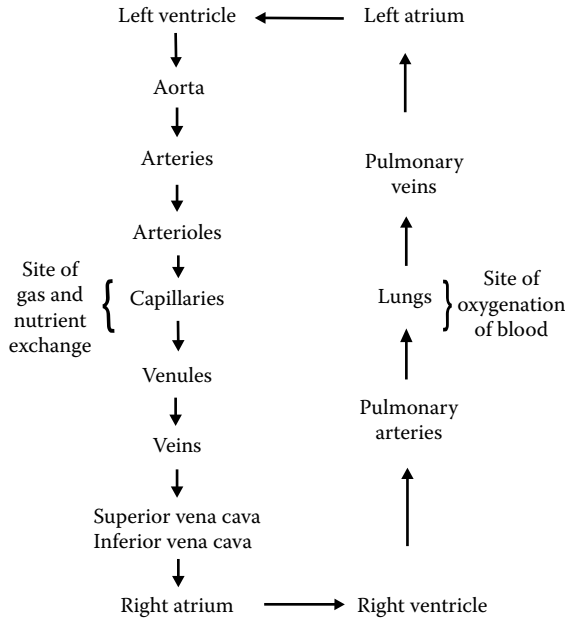 Left ventricle
Left atrium
Aorta
Arteries
Pulmonary
veins
Arterioles
Site of
gas and
nutrient
exchange
Capillaries
Lungs
Site of
oxygenation
of blood
Venules
Pulmonary
arteries
Veins
Superior vena cava
Inferior vena cava
Right atrium
Right ventricle